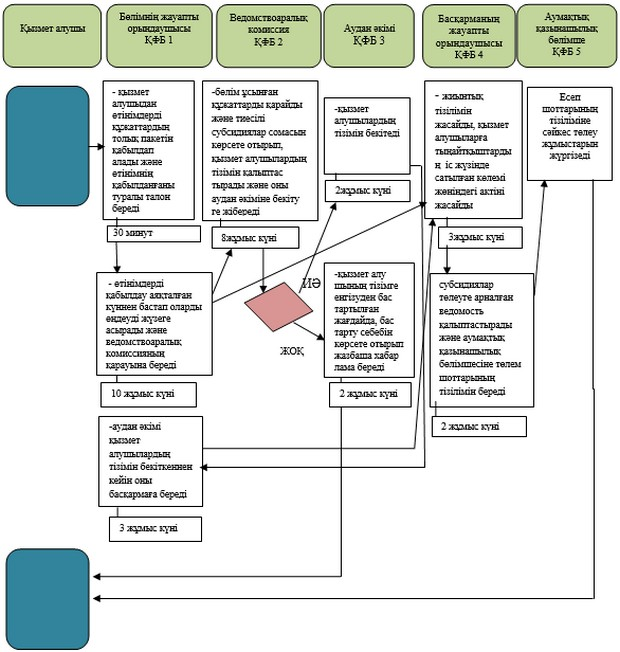 Қызмет алушы
Бөлімнің жауапты
орындаушысы
ҚФБ 1
Ведомствоаралық
комиссия
ҚФБ 2
Аудан әкімі
ҚФБ 3
Басқарманың
жауапты
орындаушысы
ҚФБ 4
Аумақтық
қазынашылық
бөлімше
ҚФБ 5
- қызмет
алушыдан
өтінімдерді
құжаттардың
толық пакетін
қабылдап
алады және
өтінімнің
қабылданғаны
туралы талон
береді
30 минут
-бөлім ұсынған
құжаттарды қарайды
және тиесілі
субсидиялар сомасын
көрсете отырып,
қызмет алушылардың
тізімін қалыптас
тырады және оны
аудан әкіміне бекіту
ге жібереді
8жұмыс күні
-қызмет
алушылардың
тізімін бекітеді
2жұмыс күні
- жиынтық
тізілімін
жасайды, қызмет
алушыларға
тыңайтқыштарды
ң іс жүзінде
сатылған көлемі
жөніндегі актіні
жасайды
3жұмыс күні
Есеп
шоттарының
тізіліміне
сәйкес төлеу
жұмыстарын
жүргізеді
- өтінімдерді
қабылдау аяқталған
күннен бастап оларды
өңдеуді жүзеге
асырады және
ведомствоаралық
комиссияның
қарауына береді
10 жұмыс күні
ИӘ
ЖОҚ
-қызмет алу
шының тізімге
енгізуден бас
тартылған
жағдайда, бас
тарту себебін
көрсете отырып
жазбаша хабар
лама береді
2 жұмыс күні
субсидиялар
төлеуге арналған
ведомость
қалыптастырады
және аумақтық
қазынашылық
бөлімшесіне төлем
шоттарының
тізілімін береді
2 жұмыс күні
-аудан әкімі
қызмет
алушылардың
тізімін бекіткеннен
кейін оны
басқармаға береді
3 жұмыс күні